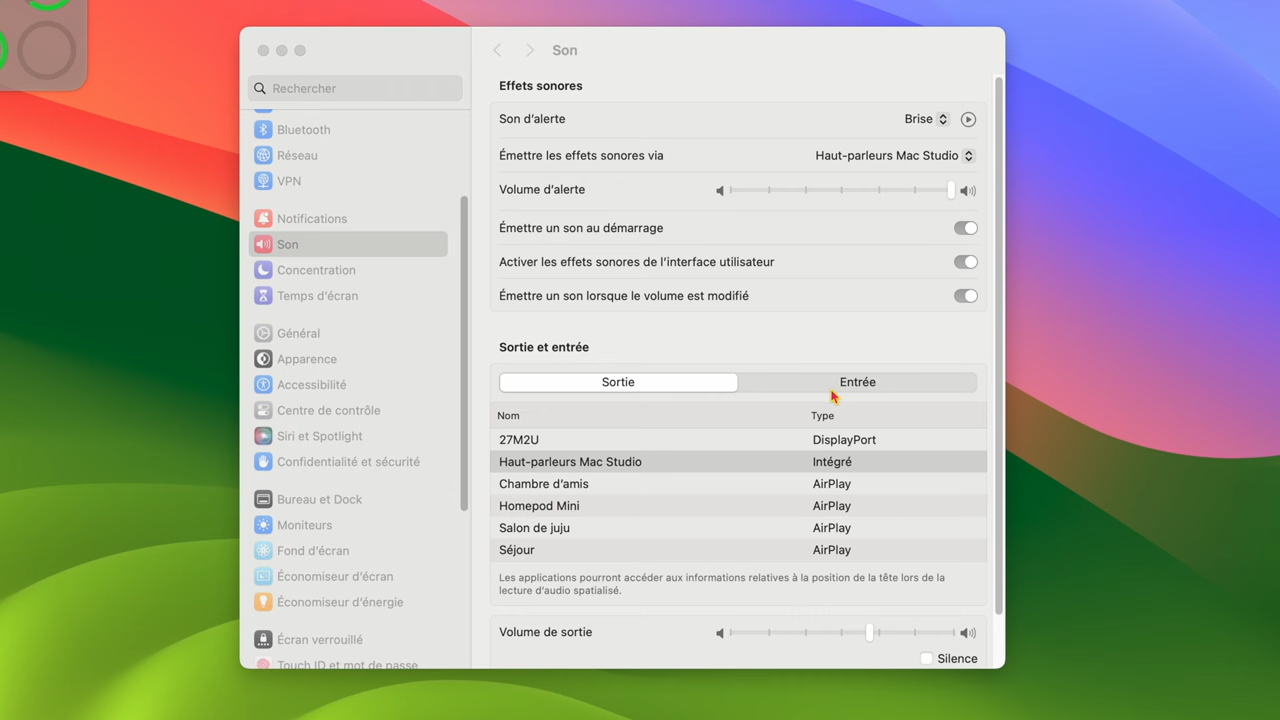 Rechercher
Bluetooth
Réseau
VPN
Notifications
Son
Concentration
Temps d'écran
Général
Apparence
Accessibilité
Centre de contrôle
Siri et Spotlight
Confidentialité et sécurité
Bureau et Dock
Moniteurs
Fond d'écran
Économiseur d'écran
Économiseur d'énergie
Écran verrouillé
Touch ID et mot de passe
Son
Effets sonores
Son d'alerte Brise
Émettre les effets sonores via Haut-parleurs Mac Studio
Volume d'alerte
Émettre un son au démarrage
Activer les effets sonores de l'interface utilisateur
Émettre un son lorsque le volume est modifié
Sortie et entrée
Sortie Entrée
Nom Type
27M2U DisplayPort
Haut-parleurs Mac Studio Intégré
Chambre d'amis AirPlay
Homepod Mini AirPlay
Salon de juju AirPlay
Séjour AirPlay
Les applications pourront accéder aux informations relatives à la position de la tête lors de la
lecture d'audio spatialisé.
Volume de sortie
Silence